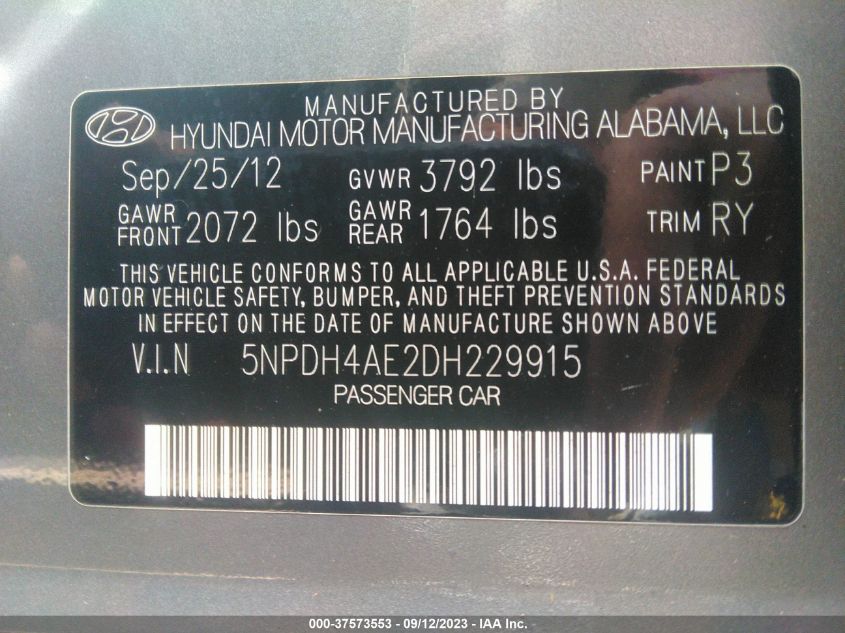 MANUFACTURED BY
HYUNDAI MOTOR MANUFACTURING ALABAMA, LLC
Sep/25/12 GVWR 3792 lbs PAINT P3
GAWR FRONT 2072 lbs GAWR REAR 1764 lbs TRIM RY
THIS VEHICLE CONFORMS TO ALL APPLICABLE U.S.A. FEDERAL
MOTOR VEHICLE SAFETY, BUMPER, AND THEFT PREVENTION STANDARDS
IN EFFECT ON THE DATE OF MANUFACTURE SHOWN ABOVE
V.I.N 5NPDH4AE2DH229915
PASSENGER CAR
000-37573553 - 09/12/2023 - IAA Inc.